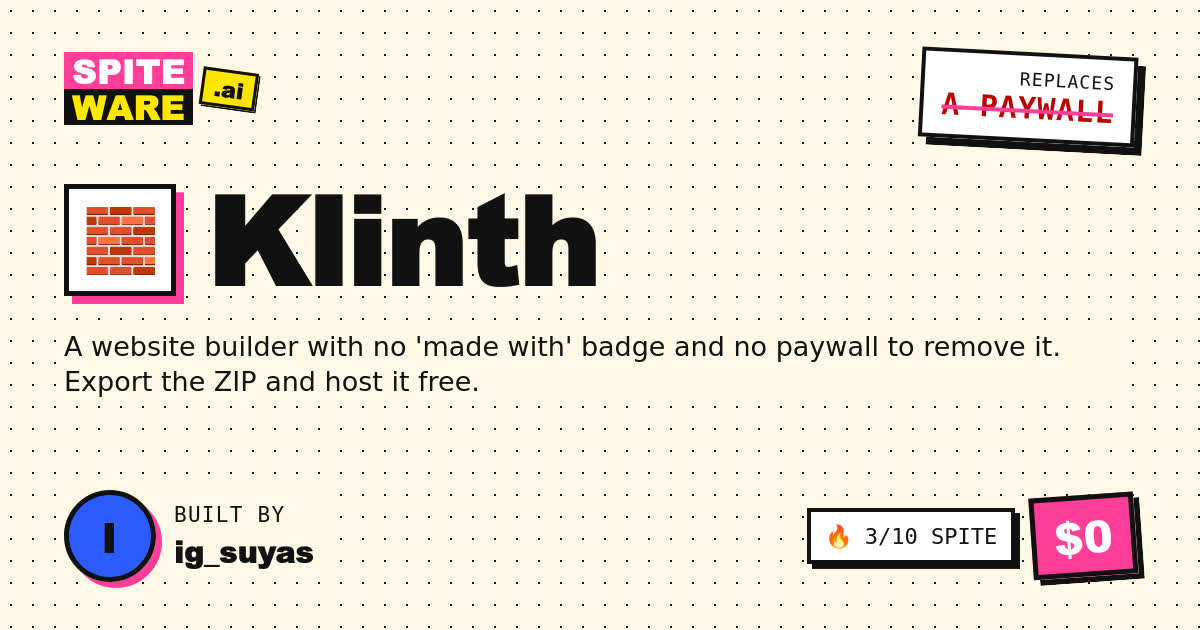 SPITE
WARE
.ai
REPLACES
A PAYWALL
Klinth
A website builder with no 'made with' badge and no paywall to remove it.
Export the ZIP and host it free.
I
BUILT BY
ig_suyas
🔥 3/10 SPITE
$0